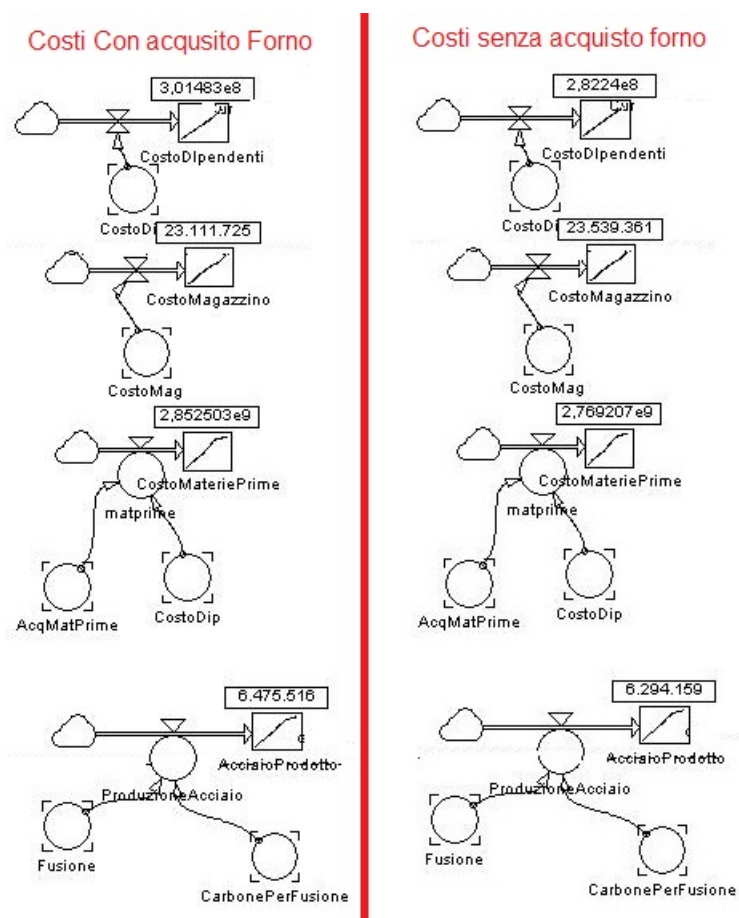 Costi Con acqusito Forno
3,01483e8
CostoDIpendenti
23.111.725
CostoMagazzino
CostoMag
2,852503e9
CostoMateriePrime
matprime
AcqMatPrime
CostoDip
6.475.516
AcciaioProdotto
ProduzioneAcciaio
Fusione
CarbonePerFusione
Costi senza acquisto forno
2,8224e8
CostoDIpendenti
23.539.361
CostoMagazzino
CostoMag
2,769207e9
CostoMateriePrime
matprime
AcqMatPrime
CostoDip
6.294.159
AcciaioProdotto
ProduzioneAcciaio
Fusione
CarbonePerFusione